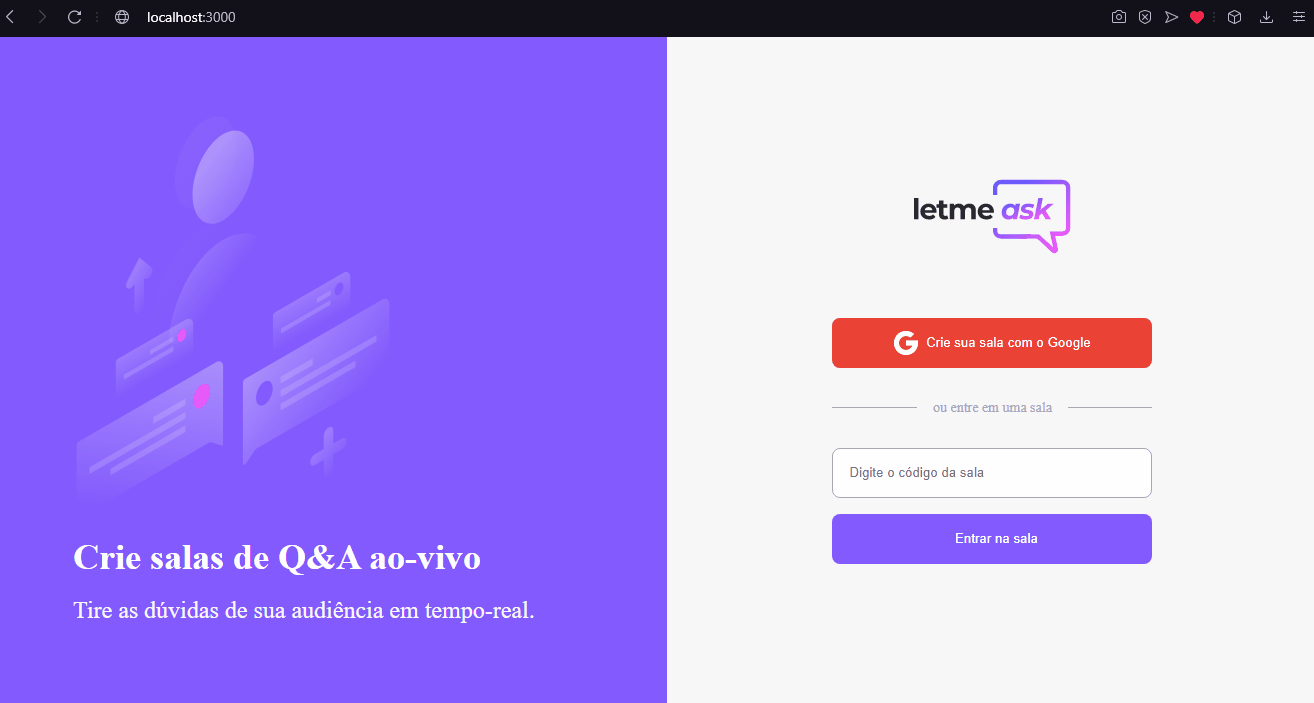 localhost:3000
Crie salas de Q&A ao-vivo
Tire as dúvidas de sua audiência em tempo-real.
letme ask
Crie sua sala com o Google
ou entre em uma sala
Digite o código da sala
Entrar na sala